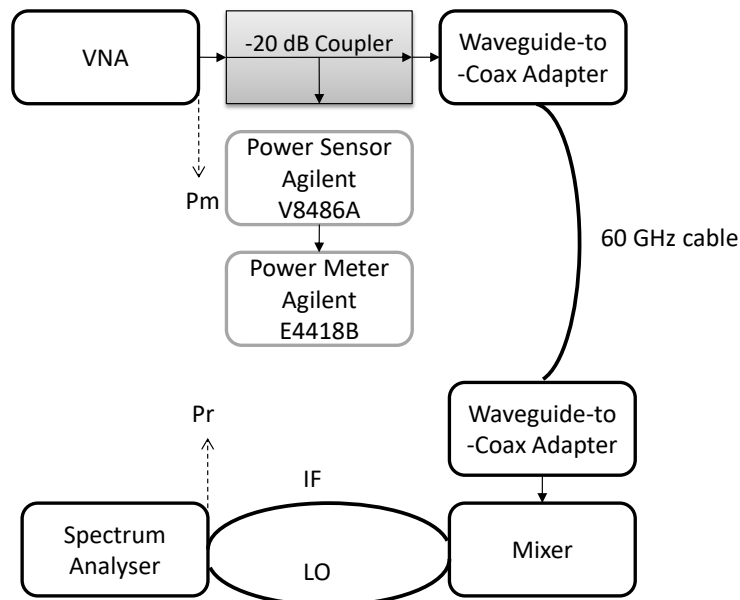 VNA
-20 dB Coupler
Waveguide-to
-Coax Adapter
Pm
Power Sensor
Agilent
V8486A
60 GHz cable
Power Meter
Agilent
E4418B
Pr
Waveguide-to
-Coax Adapter
IF
Spectrum
Analyser
Mixer
LO